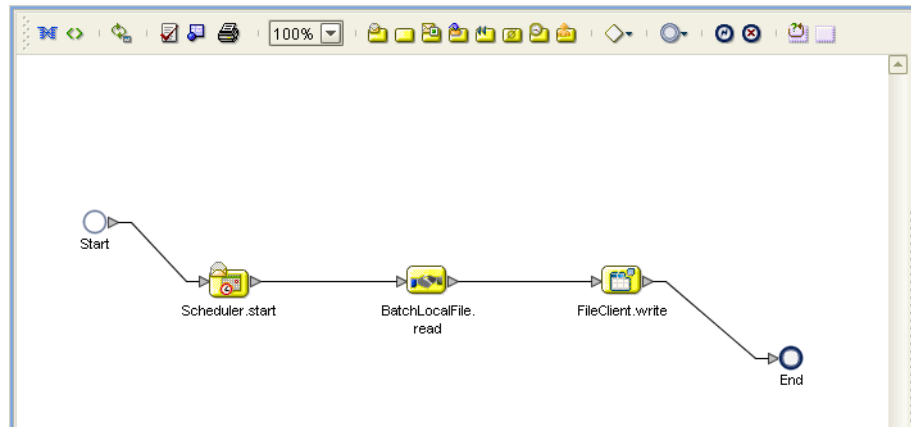 100%
Start
Scheduler.start
BatchLocalFile.
read
FileClient.write
End